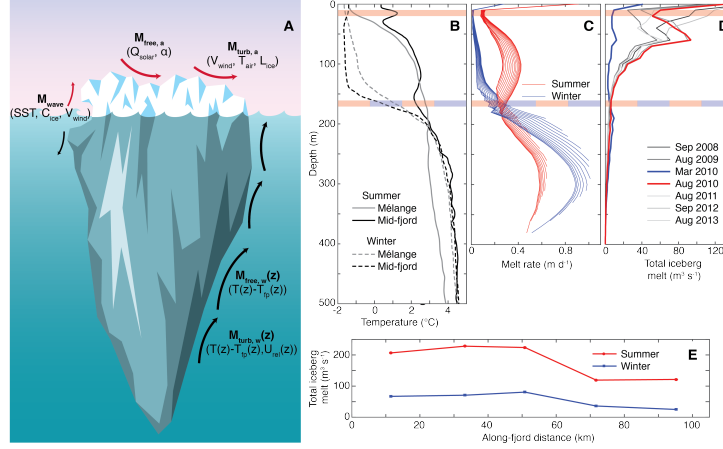 A
M_free, a
(Q_solar, α)
M_turb, a
(V_wind, T_air, L_ice)
M_wave
(SST, C_ice, V_wind)
M_free, w(z)
(T(z)-T_fp(z))
M_turb, w(z)
(T(z)-T_fp(z),U_rel(z))
B
0
100
200
300
400
500
Depth (m)
Summer
Mélange
Mid-fjord
Winter
Mélange
Mid-fjord
-2 0 2 4
Temperature (°C)
C
Summer
Winter
0 0.4 0.8
Melt rate (m d⁻¹)
D
Sep 2008
Aug 2009
Mar 2010
Aug 2010
Aug 2011
Sep 2012
Aug 2013
0 40 80 120
Total iceberg
melt (m³ s⁻¹)
E
Total iceberg
melt (m³ s⁻¹)
200
100
0
Summer
Winter
0 20 40 60 80 100
Along-fjord distance (km)